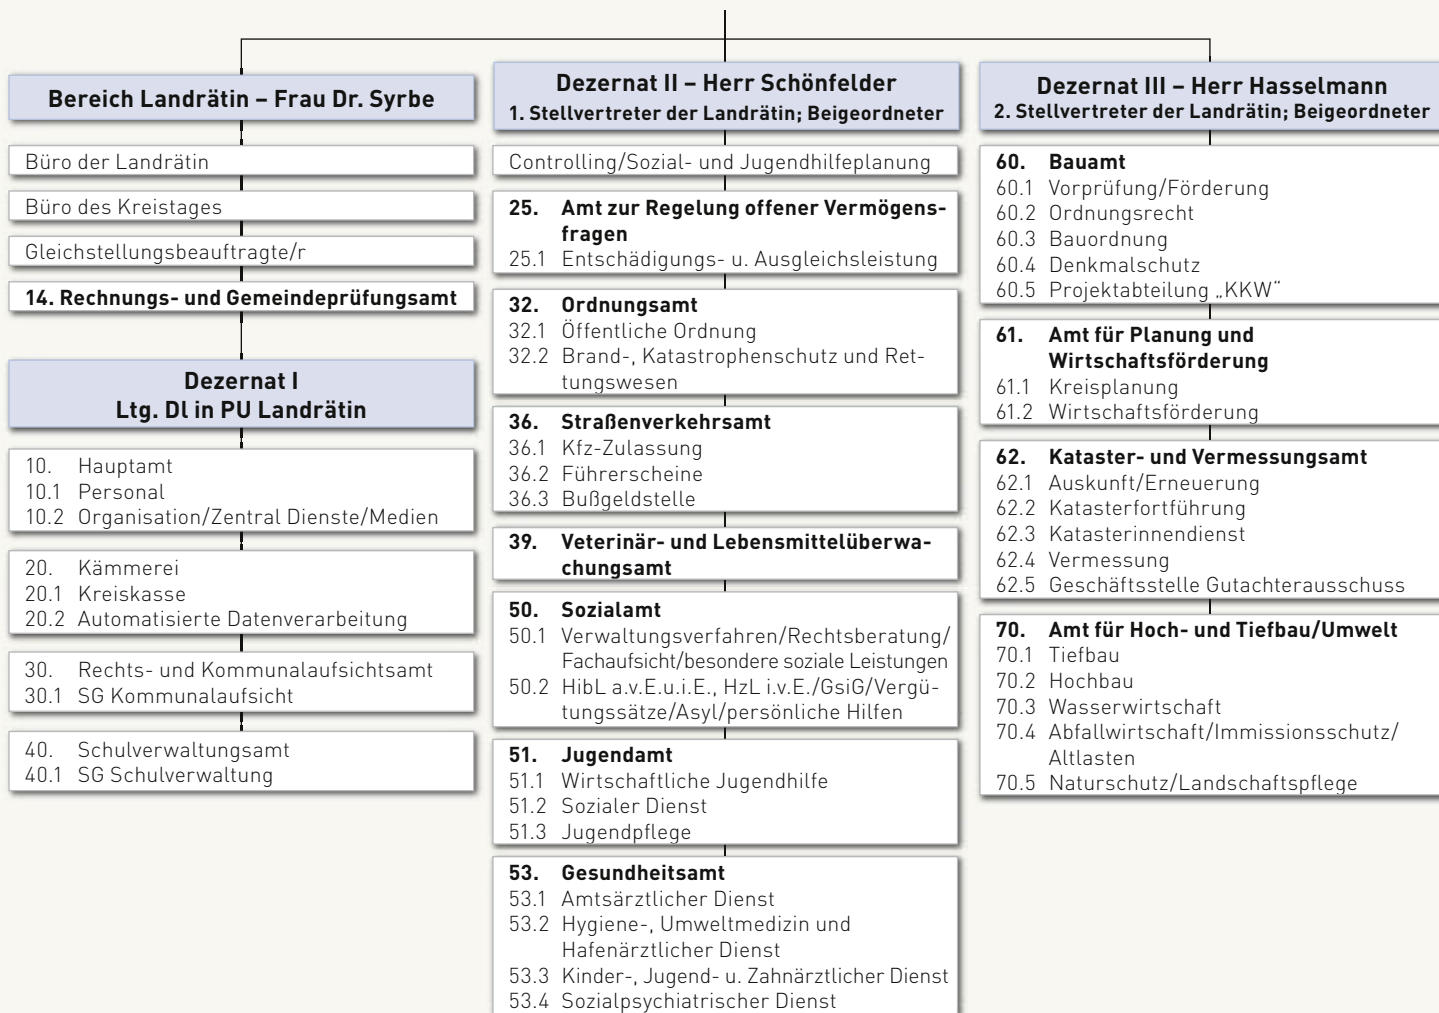 Bereich Landrätin – Frau Dr. Syrbe
Büro der Landrätin
Büro des Kreistages
Gleichstellungsbeauftragte/r
14. Rechnungs- und Gemeindeprüfungsamt
Dezernat I
Ltg. DI in PU Landrätin
10. Hauptamt
10.1 Personal
10.2 Organisation/Zentral Dienste/Medien
20. Kämmerei
20.1 Kreiskasse
20.2 Automatisierte Datenverarbeitung
30. Rechts- und Kommunalaufsichtsamt
30.1 SG Kommunalaufsicht
40. Schulverwaltungsamt
40.1 SG Schulverwaltung
Dezernat II – Herr Schönfelder
1. Stellvertreter der Landrätin; Beigeordneter
Controlling/Sozial- und Jugendhilfeplanung
25. Amt zur Regelung offener Vermögens-
fragen
25.1 Entschädigungs- u. Ausgleichsleistung
32. Ordnungsamt
32.1 Öffentliche Ordnung
32.2 Brand-, Katastrophenschutz und Ret-
tungswesen
36. Straßenverkehrsamt
36.1 Kfz-Zulassung
36.2 Führerscheine
36.3 Bußgeldstelle
39. Veterinär- und Lebensmittelüberwa-
chungsamt
50. Sozialamt
50.1 Verwaltungsverfahren/Rechtsberatung/
Fachaufsicht/besondere soziale Leistungen
50.2 HibL a.v.E.u.i.E., HzL i.v.E./GsiG/Vergü-
tungssätze/Asyl/persönliche Hilfen
51. Jugendamt
51.1 Wirtschaftliche Jugendhilfe
51.2 Sozialer Dienst
51.3 Jugendpflege
53. Gesundheitsamt
53.1 Amtsärztlicher Dienst
53.2 Hygiene-, Umweltmedizin und
Hafenärztlicher Dienst
53.3 Kinder-, Jugend- u. Zahnärztlicher Dienst
53.4 Sozialpsychiatrischer Dienst
Dezernat III – Herr Hasselmann
2. Stellvertreter der Landrätin; Beigeordneter
60. Bauamt
60.1 Vorprüfung/Förderung
60.2 Ordnungsrecht
60.3 Bauordnung
60.4 Denkmalschutz
60.5 Projektabteilung „KKW“
61. Amt für Planung und
Wirtschaftsförderung
61.1 Kreisplanung
61.2 Wirtschaftsförderung
62. Kataster- und Vermessungsamt
62.1 Auskunft/Erneuerung
62.2 Katasterfortführung
62.3 Katasterinnendienst
62.4 Vermessung
62.5 Geschäftsstelle Gutachterausschuss
70. Amt für Hoch- und Tiefbau/Umwelt
70.1 Tiefbau
70.2 Hochbau
70.3 Wasserwirtschaft
70.4 Abfallwirtschaft/Immissionsschutz/
Altlasten
70.5 Naturschutz/Landschaftspflege